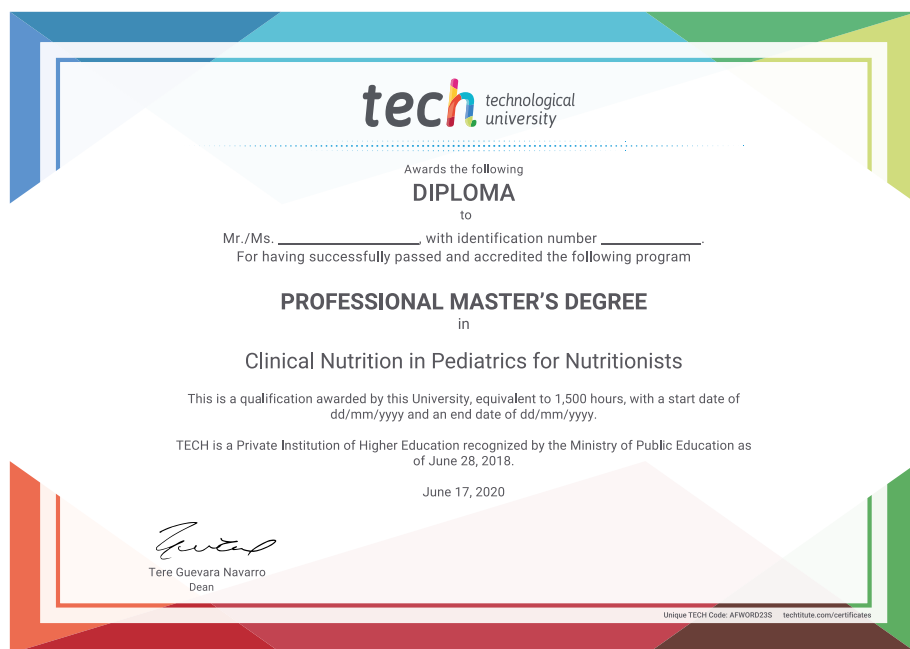 tech technological
university
Awards the following
DIPLOMA
to
Mr./Ms. ____________________, with identification number ______________.
For having successfully passed and accredited the following program
PROFESSIONAL MASTER'S DEGREE
in
Clinical Nutrition in Pediatrics for Nutritionists
This is a qualification awarded by this University, equivalent to 1,500 hours, with a start date of
dd/mm/yyyy and an end date of dd/mm/yyyy.
TECH is a Private Institution of Higher Education recognized by the Ministry of Public Education as
of June 28, 2018.
June 17, 2020
Tere Guevara Navarro
Dean
Unique TECH Code: AFWORD23S techtitute.com/certificates